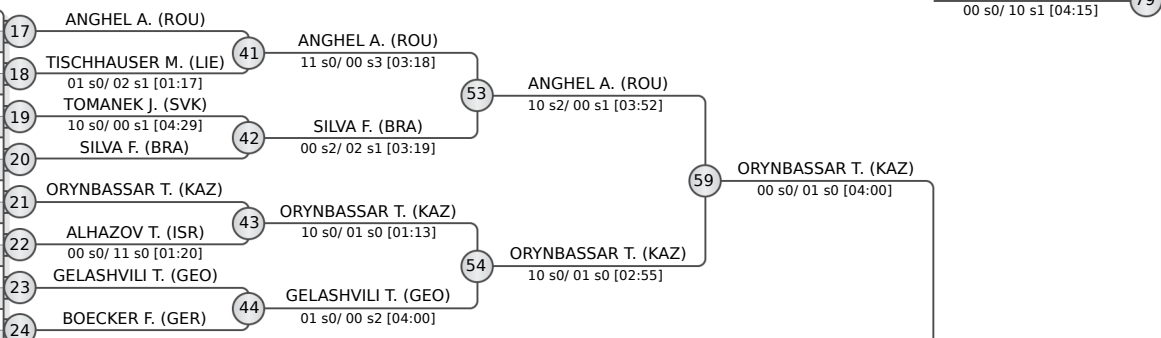 79
00 s0/ 10 s1 [04:15]
17
ANGHEL A. (ROU)
41
ANGHEL A. (ROU)
11 s0/ 00 s3 [03:18]
18
TISCHHAUSER M. (LIE)
01 s0/ 02 s1 [01:17]
53
ANGHEL A. (ROU)
10 s2/ 00 s1 [03:52]
19
TOMANEK J. (SVK)
10 s0/ 00 s1 [04:29]
42
SILVA F. (BRA)
00 s2/ 02 s1 [03:19]
20
SILVA F. (BRA)
59
ORYNBASSAR T. (KAZ)
00 s0/ 01 s0 [04:00]
21
ORYNBASSAR T. (KAZ)
43
ORYNBASSAR T. (KAZ)
10 s0/ 01 s0 [01:13]
22
ALHAZOV T. (ISR)
00 s0/ 11 s0 [01:20]
54
ORYNBASSAR T. (KAZ)
10 s0/ 01 s0 [02:55]
23
GELASHVILI T. (GEO)
44
GELASHVILI T. (GEO)
01 s0/ 00 s2 [04:00]
24
BOECKER F. (GER)